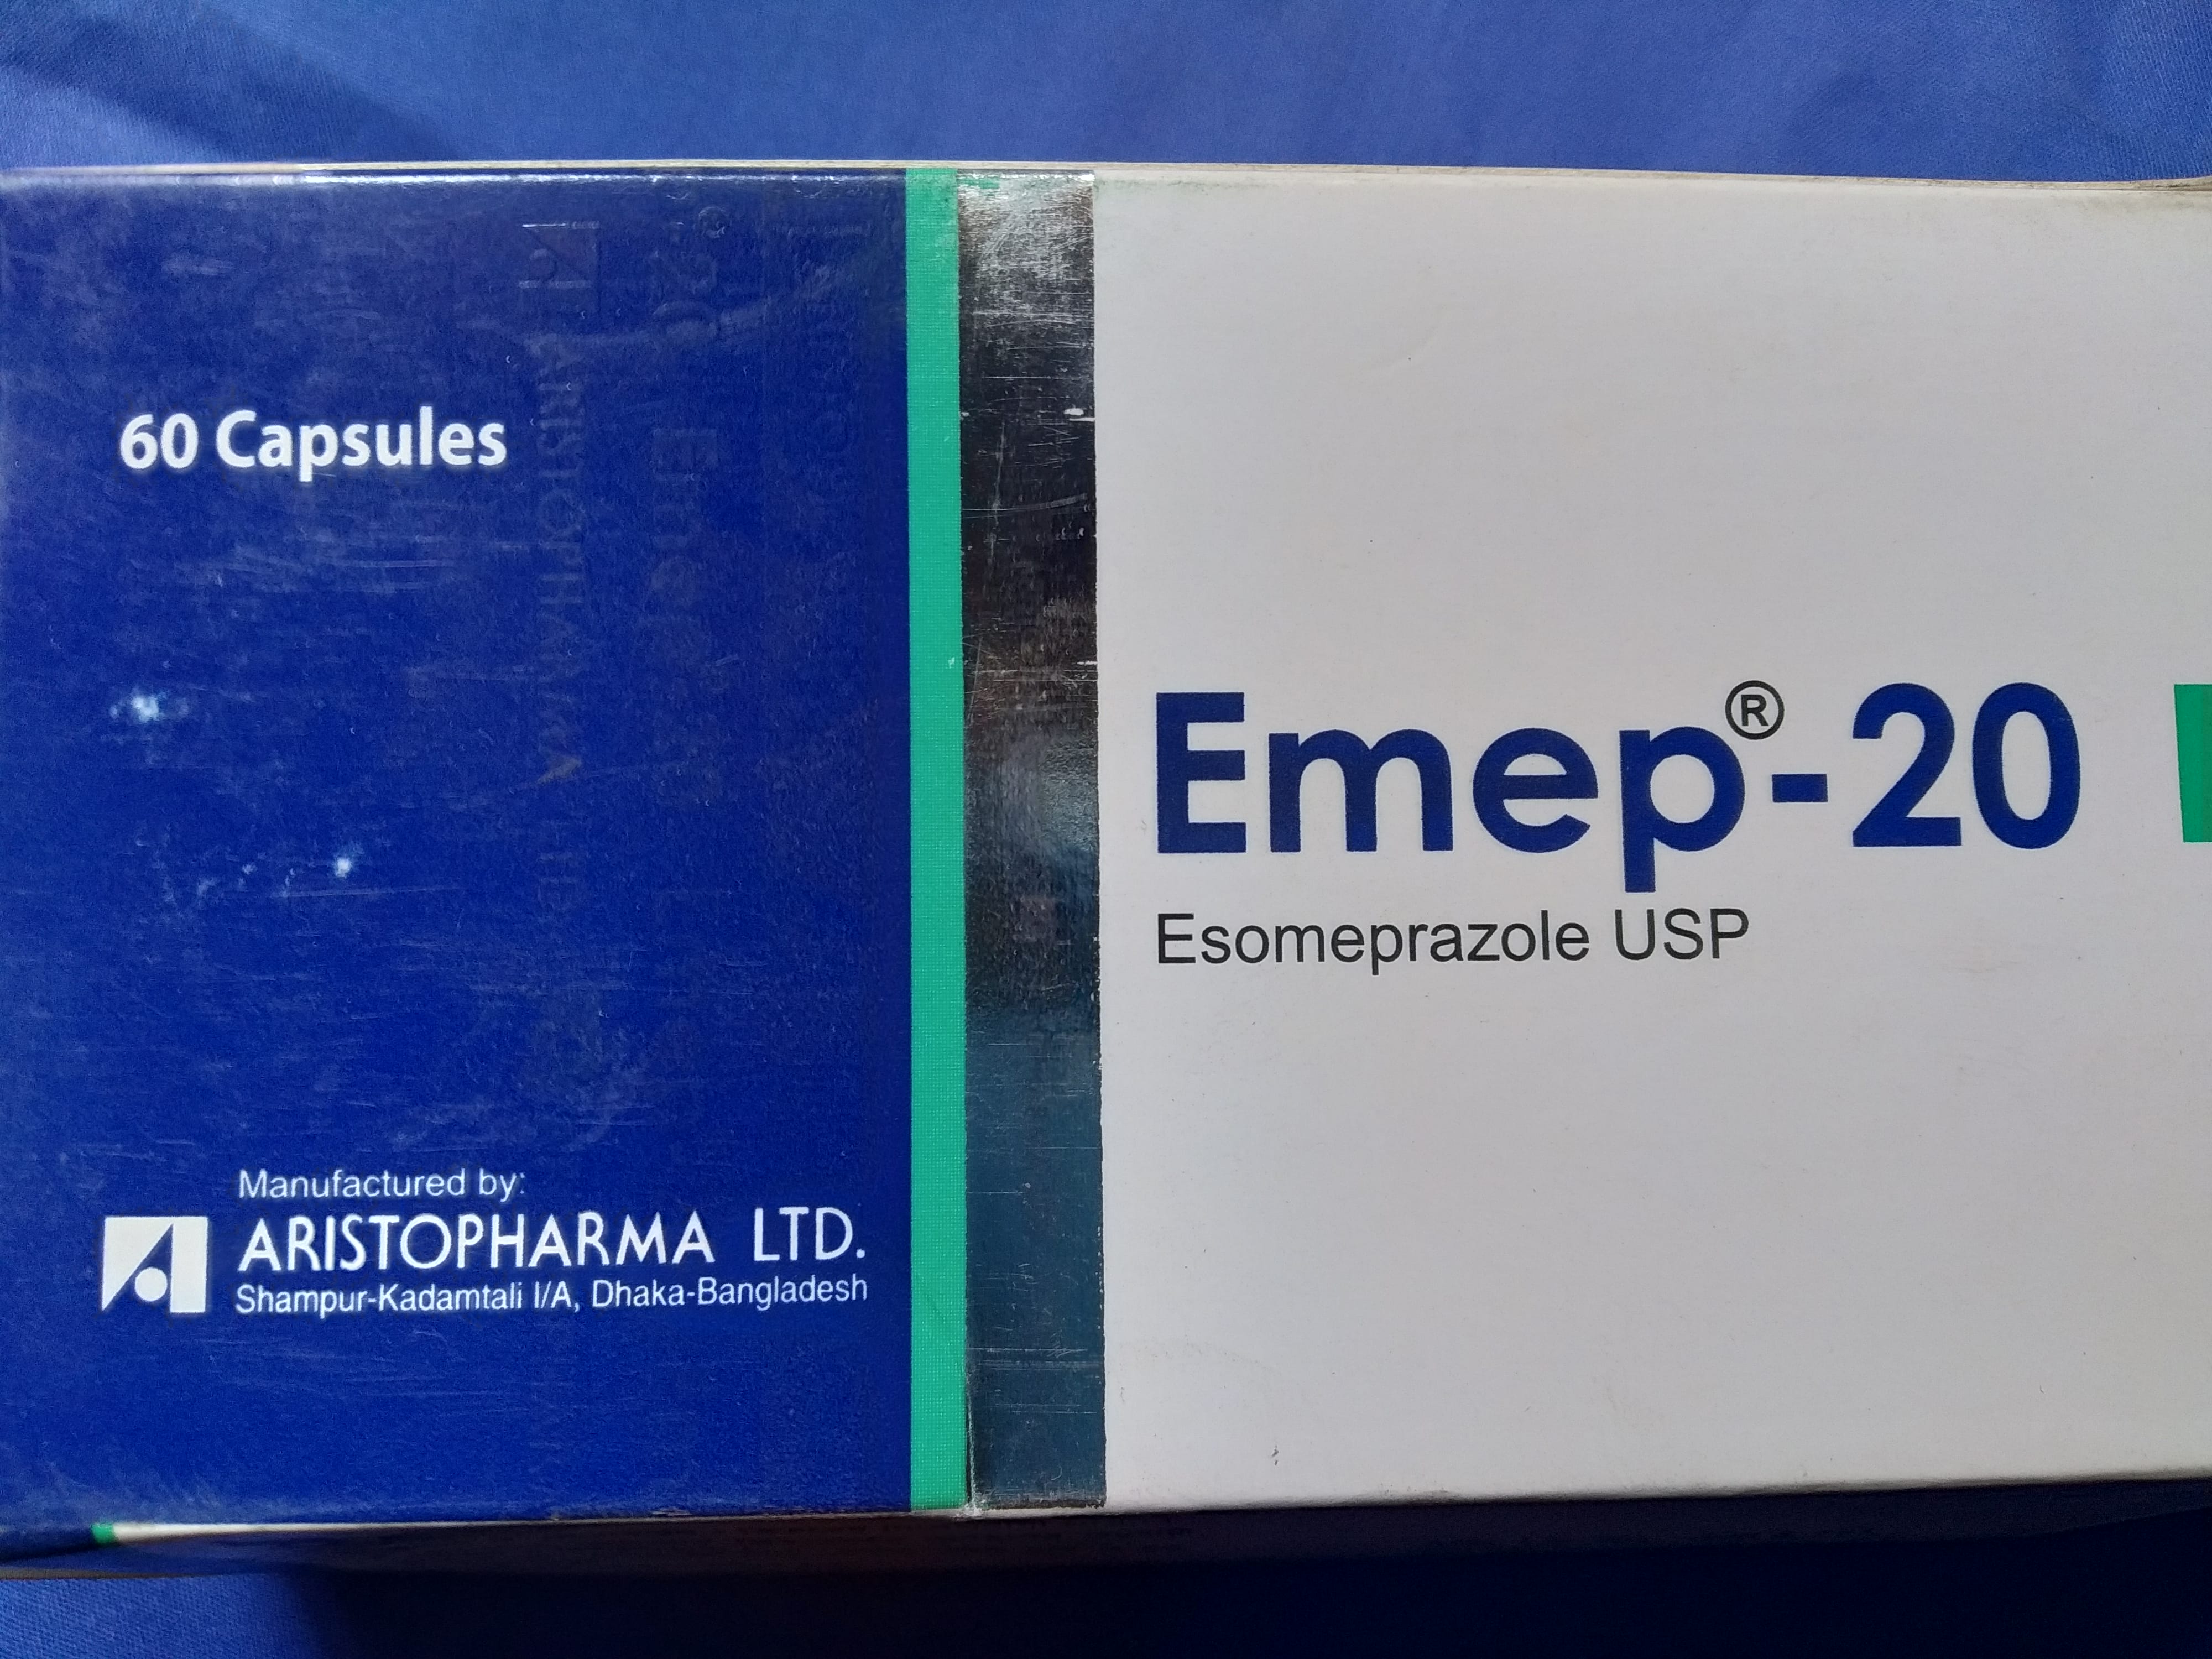 60 Capsules
Manufactured by:
ARISTOPHARMA LTD.
Shampur-Kadamtali I/A, Dhaka-Bangladesh
Emep®-20
Esomeprazole USP